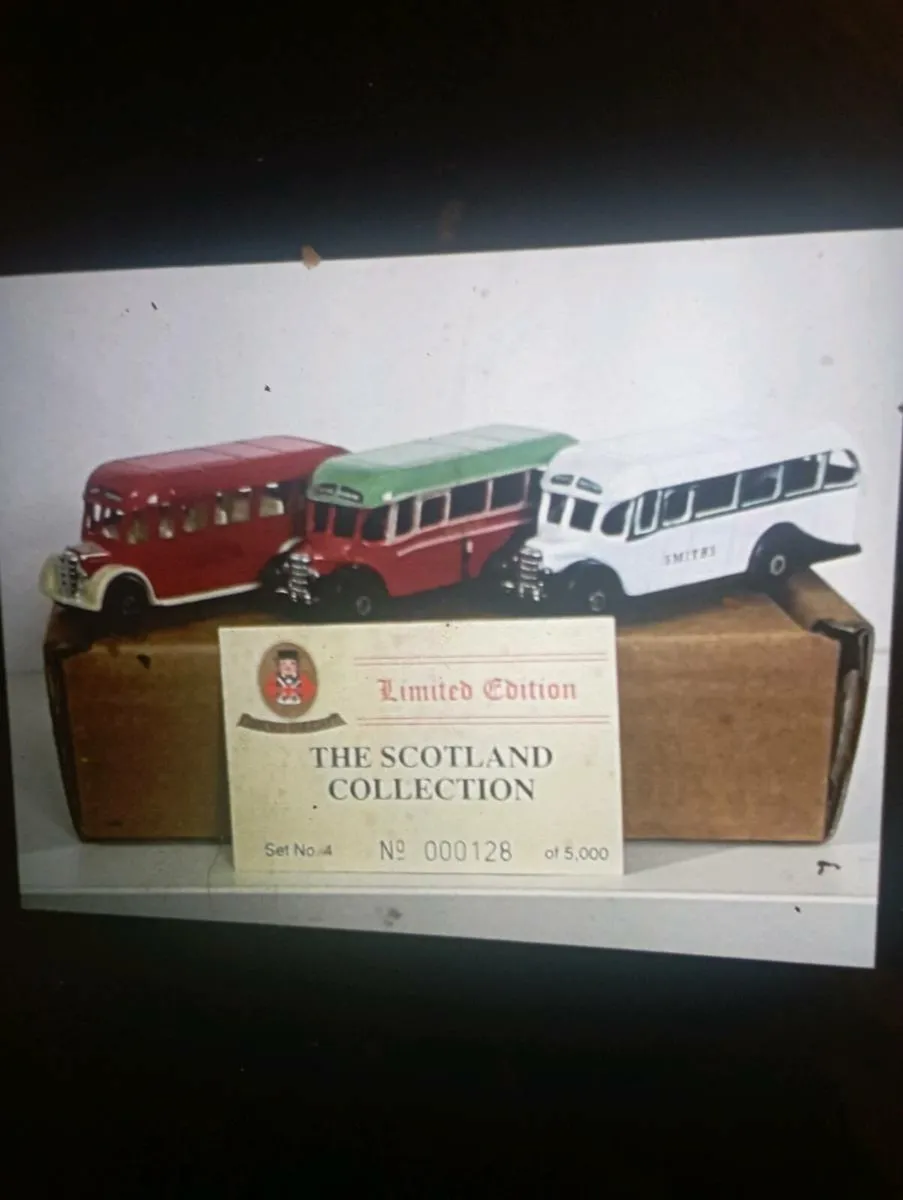 SMITHS
Limited Edition
THE SCOTLAND
COLLECTION
Set No. 4 Nº 000128 of 5,000